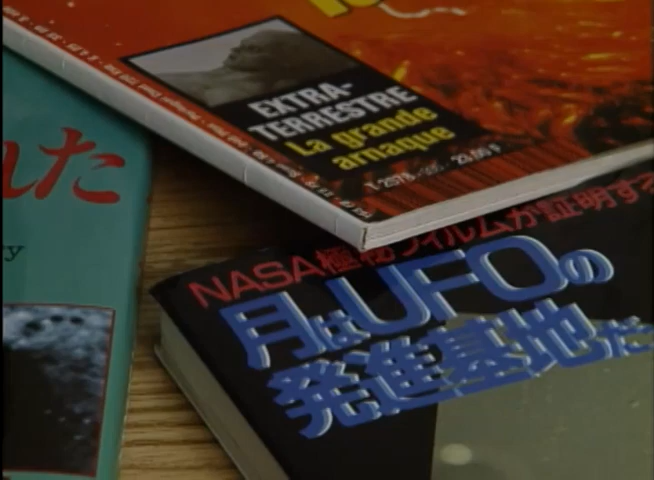 EXTRA-
TERRESTRE
La grande
arnaque
れた
NASA極秘フィルムが証明する
月はUFOの
発進基地だ